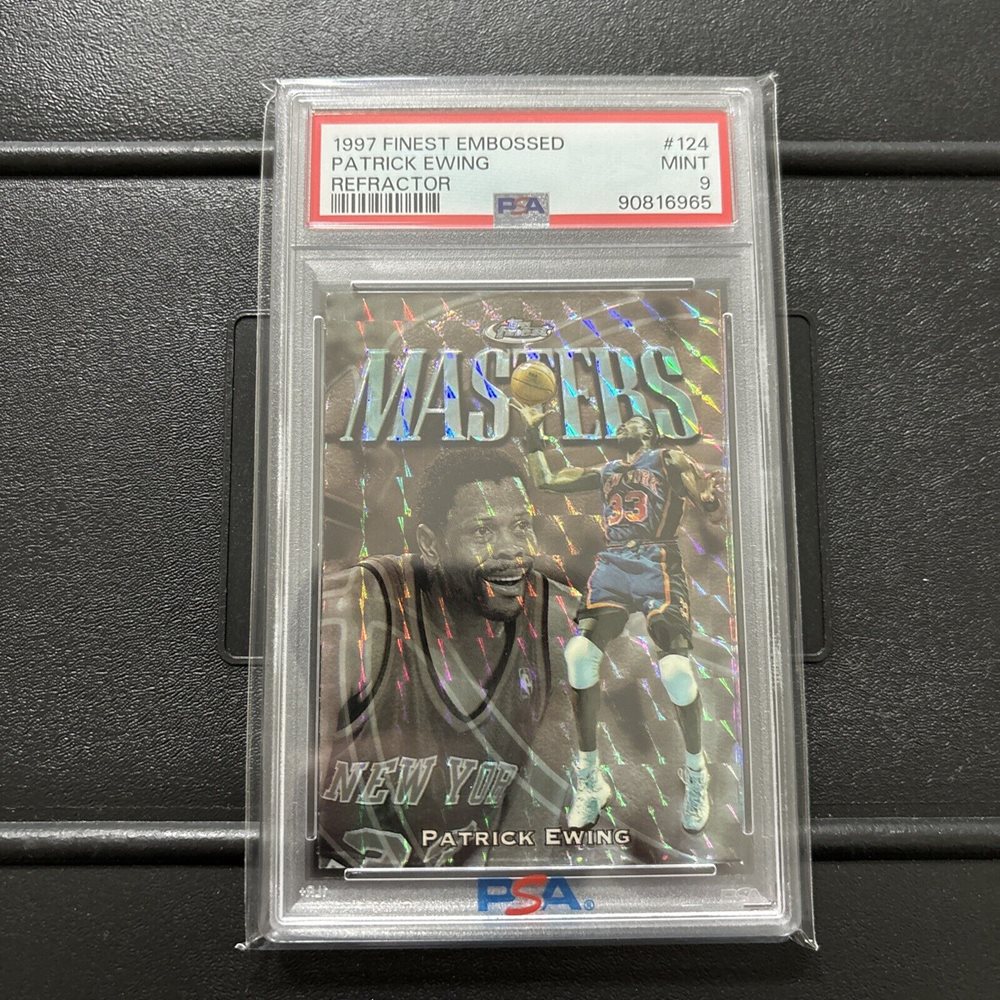 1997 FINEST EMBOSSED #124
PATRICK EWING MINT
REFRACTOR 9
PSA 90816965
Finest
MASTERS
NEW YORK
33
NEW YOR
PATRICK EWING
PSA